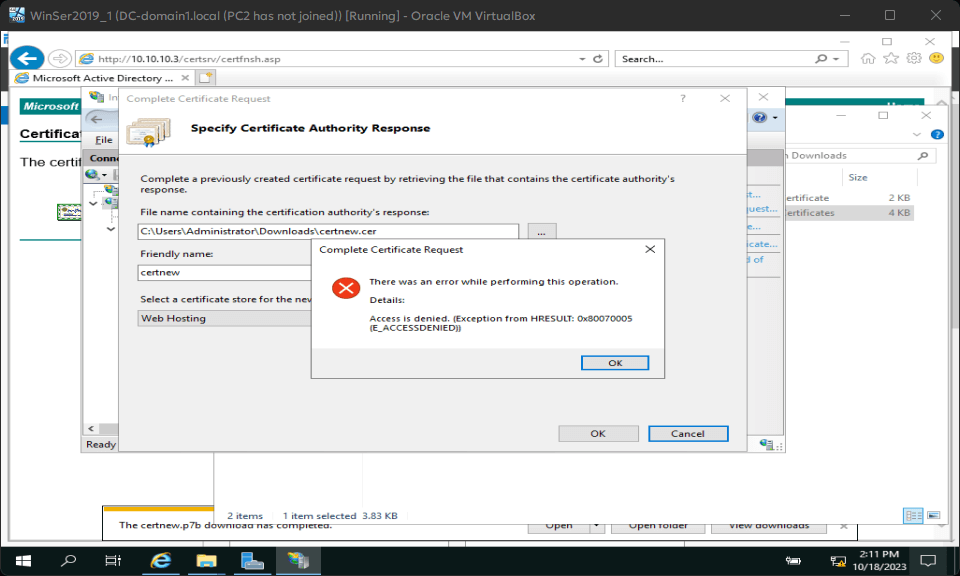 WinSer2019_1 (DC-domain1.local (PC2 has not joined)) [Running] - Oracle VM VirtualBox
http://10.10.10.3/certsrv/certfnsh.asp
Search...
Microsoft Active Directory ...
Microsoft
Complete Certificate Request
?
Specify Certificate Authority Response
Certifica
File
The certif
Conne
Complete a previously created certificate request by retrieving the file that contains the certificate authority's
response.
File name containing the certification authority's response:
C:\Users\Administrator\Downloads\certnew.cer
...
Friendly name:
certnew
Select a certificate store for the new
Web Hosting
Complete Certificate Request
There was an error while performing this operation.
Details:
Access is denied. (Exception from HRESULT: 0x80070005
(E_ACCESSDENIED))
OK
OK
Cancel
Downloads
Size
ertificate
2 KB
ertificates
4 KB
t...
quest...
e...
icate...
d of
Ready
2 items
1 item selected 3.83 KB
The certnew.p7b download has completed.
Open
Open folder
View downloads
2:11 PM
10/18/2023